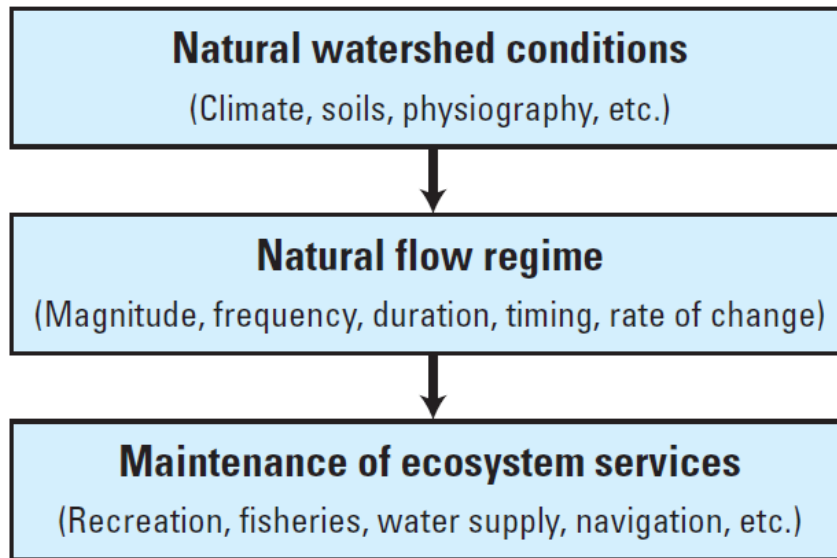 Natural watershed conditions
(Climate, soils, physiography, etc.)
Natural flow regime
(Magnitude, frequency, duration, timing, rate of change)
Maintenance of ecosystem services
(Recreation, fisheries, water supply, navigation, etc.)